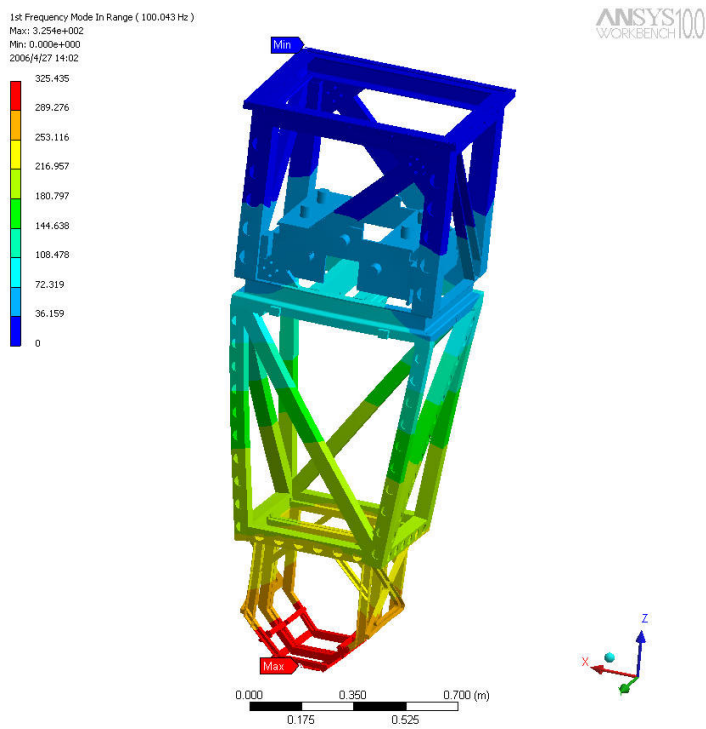 1st Frequency Mode In Range ( 100.043 Hz )
Max: 3.254e+002
Min: 0.000e+000
2006/4/27 14:02
ANSYS 10.0
WORKBENCH
325.435
289.276
253.116
216.957
180.797
144.638
108.478
72.319
36.159
0
Min
Max
Z
X
0.000 0.350 0.700 (m)
0.175 0.525